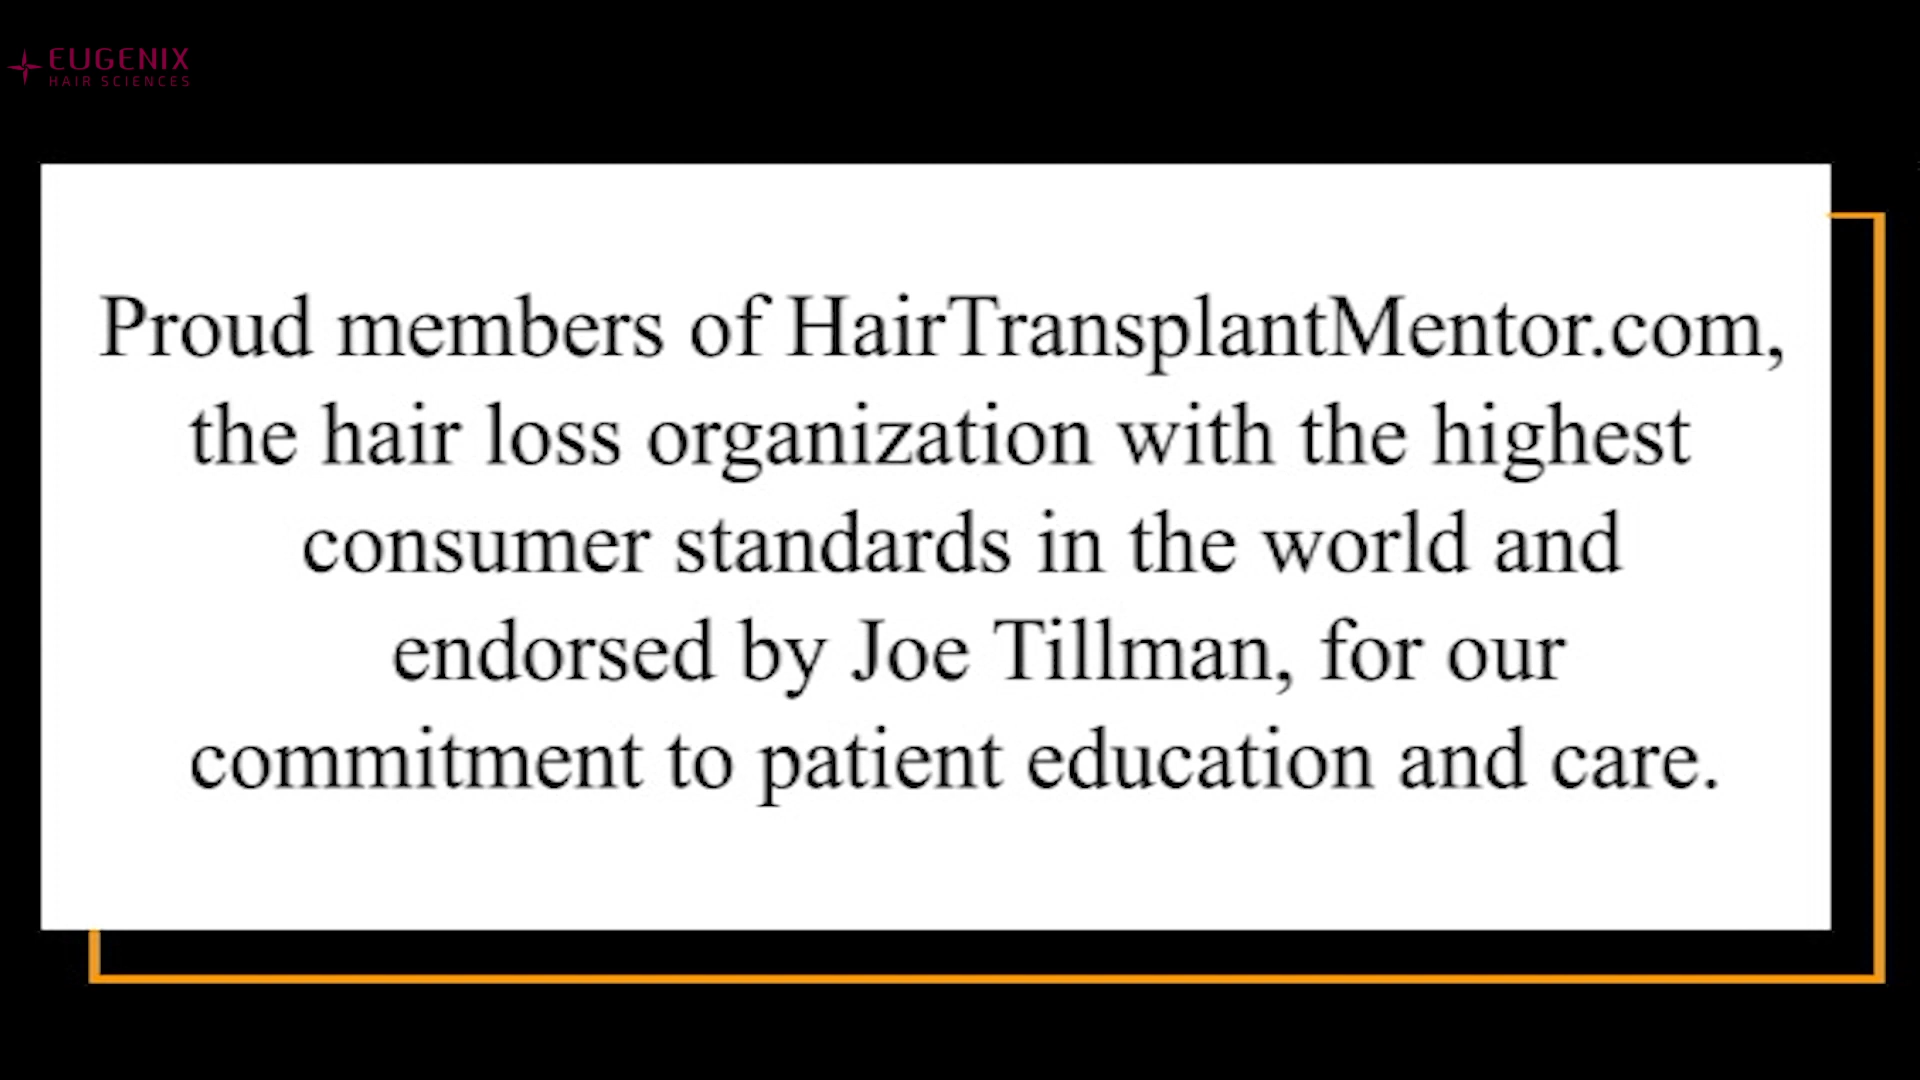 EUGENIX
HAIR SCIENCES
Proud members of HairTransplantMentor.com,
the hair loss organization with the highest
consumer standards in the world and
endorsed by Joe Tillman, for our
commitment to patient education and care.